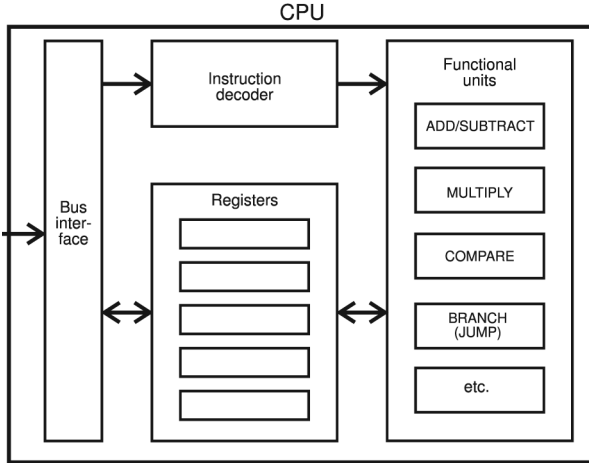 CPU
Bus
inter-
face
Instruction
decoder
Registers
Functional
units
ADD/SUBTRACT
MULTIPLY
COMPARE
BRANCH
(JUMP)
etc.